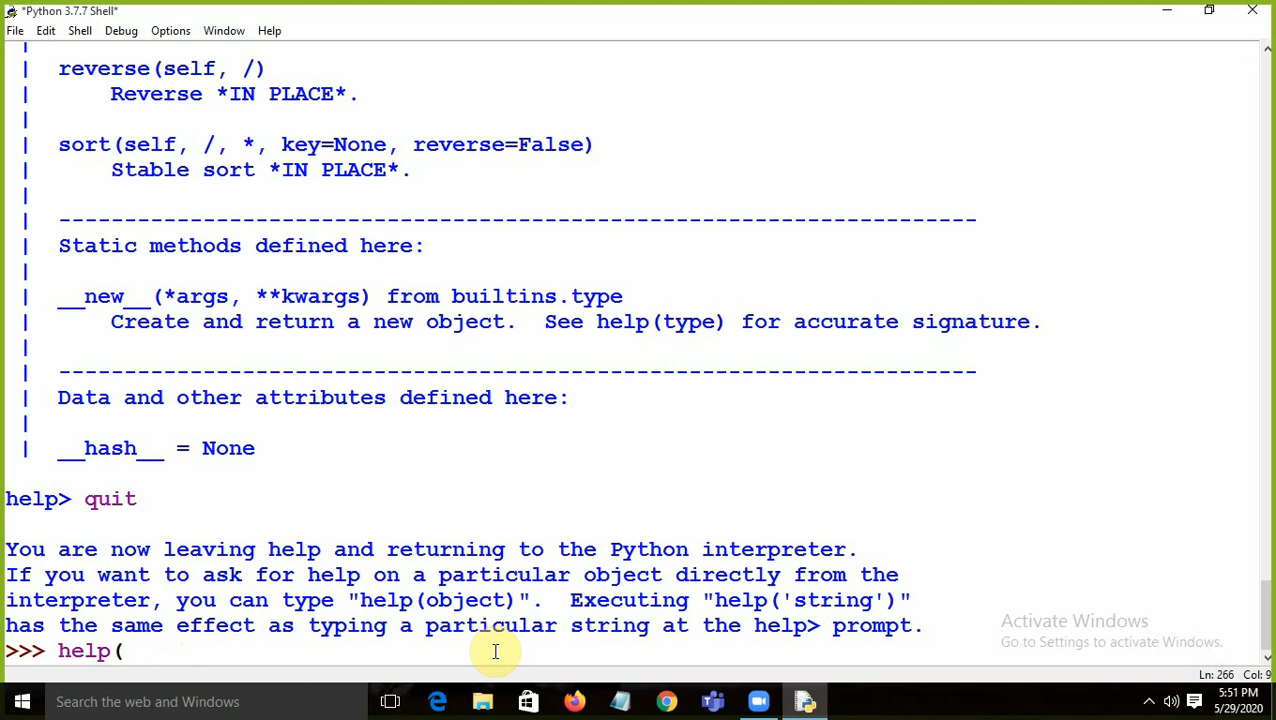 *Python 3.7.7 Shell*
File Edit Shell Debug Options Window Help
|
| reverse(self, /)
| Reverse *IN PLACE*.
|
| sort(self, /, *, key=None, reverse=False)
| Stable sort *IN PLACE*.
|
| ----------------------------------------------------------------------
| Static methods defined here:
|
| __new__(*args, **kwargs) from builtins.type
| Create and return a new object.  See help(type) for accurate signature.
|
| ----------------------------------------------------------------------
| Data and other attributes defined here:
|
| __hash__ = None
help> quit
You are now leaving help and returning to the Python interpreter.
If you want to ask for help on a particular object directly from the
interpreter, you can type "help(object)".  Executing "help('string')"
has the same effect as typing a particular string at the help> prompt.
>>> help(
Activate Windows
Go to Settings to activate Windows.
Ln: 266 Col: 9
Search the web and Windows
5:51 PM
5/29/2020